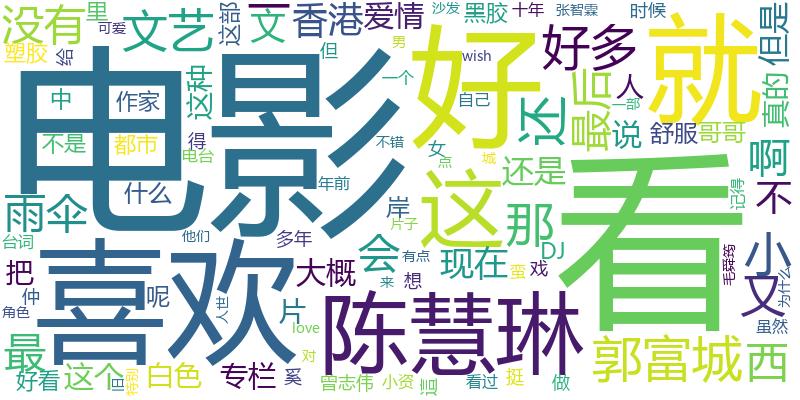 没有
里
可爱
文艺
这部
一
文
香港
爱情
沙发
黑胶
十年
张智霖
时候
塑胶
给
这种
但
男
wish
好多
人
但是
电影
好
就
中
作家
不是
都市
得
电台
什么
不错
一个
自己
还
最后
一部
说
舒服
哥哥
真的
啊
女
点
城
还是
记得
不
雨伞
年前
岸
这
那
看
台词
他们
多年
片子
会
有点
现在
DJ
毛舜筠
小
为什么
把
喜欢
呢
大概
来
想
蛮
戏
又
角色
仲
人世
片
love
陈慧琳
虽然
最
对
郭富城
西
好看
这个
日
特别
白色
专栏
奚
曾志伟
小资
這
看过
挺
做